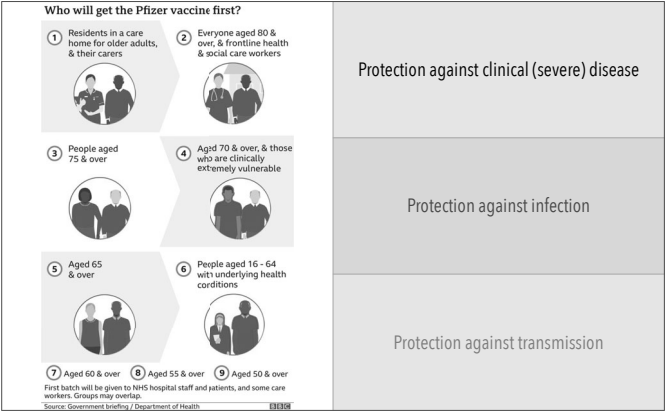 Who will get the Pfizer vaccine first?
1
Residents in a care
home for older adults,
& their carers
2
Everyone aged 80 &
over, & frontline health
& social care workers
3
People aged
75 & over
4
Aged 70 & over, & those
who are clinically
extremely vulnerable
5
Aged 65
& over
6
People aged 16 - 64
with underlying health
conditions
7 Aged 60 & over 8 Aged 55 & over 9 Aged 50 & over
First batch will be given to NHS hospital staff and patients, and some care
workers. Groups may overlap.
Source: Government briefing / Department of Health BBC
Protection against clinical (severe) disease
Protection against infection
Protection against transmission